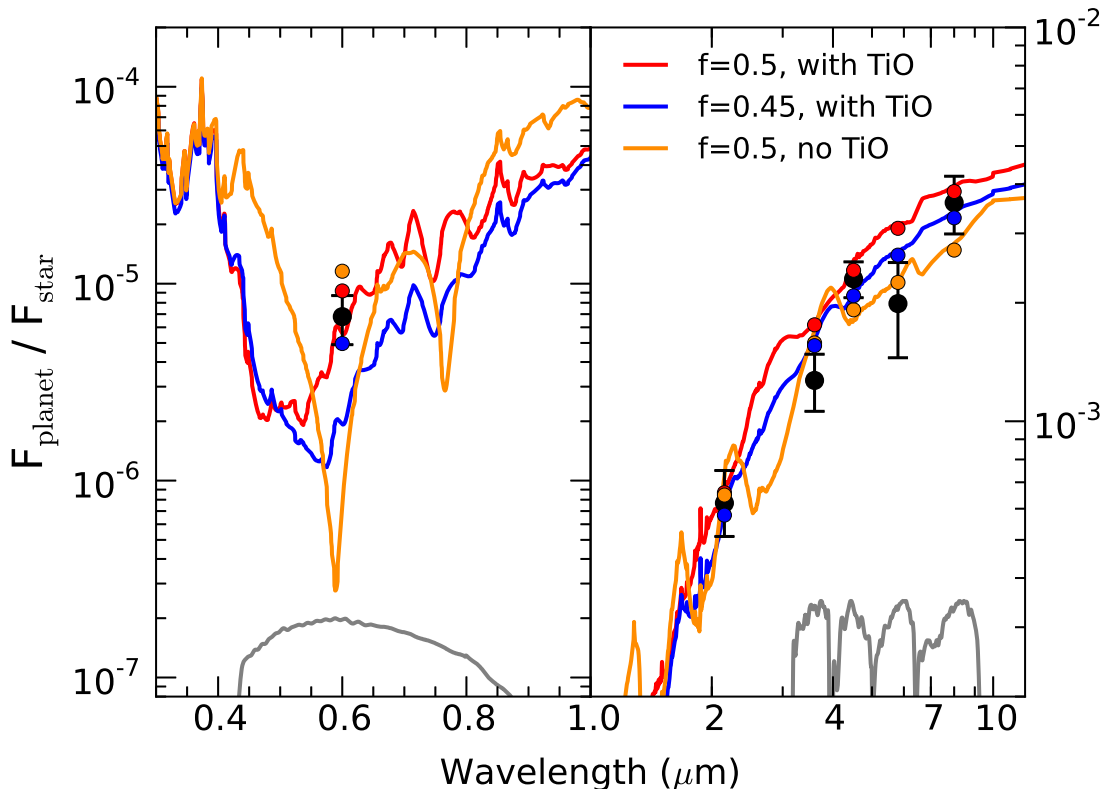 10⁻⁴
10⁻⁵
10⁻⁶
10⁻⁷
F_planet / F_star
0.4 0.6 0.8 1.0 2 4 7 10
Wavelength (μm)
f=0.5, with TiO
f=0.45, with TiO
f=0.5, no TiO
10⁻²
10⁻³